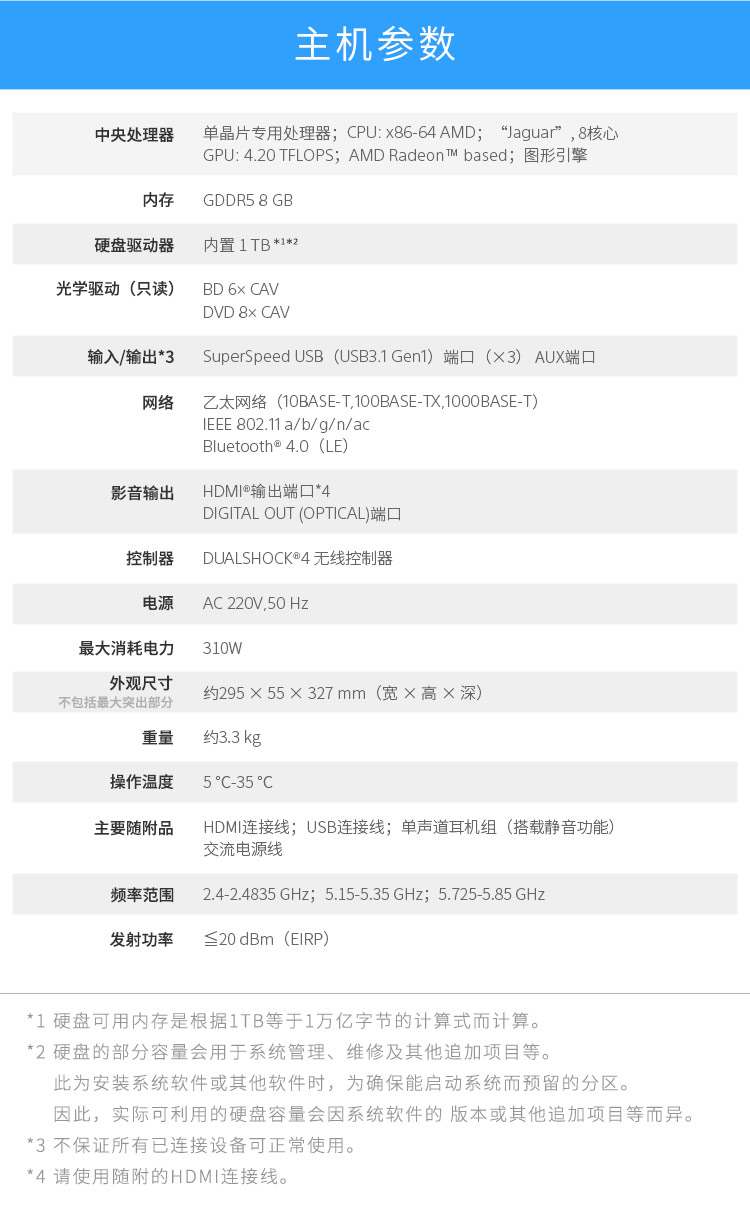 主机参数
中央处理器 单晶片专用处理器；CPU: x86-64 AMD；“Jaguar”, 8核心
GPU: 4.20 TFLOPS；AMD Radeon™ based；图形引擎
内存 GDDR5 8 GB
硬盘驱动器 内置 1 TB *¹*²
光学驱动（只读） BD 6× CAV
DVD 8× CAV
输入/输出*3 SuperSpeed USB（USB3.1 Gen1）端口（×3） AUX端口
网络 乙太网络（10BASE-T,100BASE-TX,1000BASE-T）
IEEE 802.11 a/b/g/n/ac
Bluetooth® 4.0（LE）
影音输出 HDMI®输出端口*4
DIGITAL OUT (OPTICAL)端口
控制器 DUALSHOCK®4 无线控制器
电源 AC 220V,50 Hz
最大消耗电力 310W
外观尺寸
不包括最大突出部分 约295 × 55 × 327 mm（宽 × 高 × 深）
重量 约3.3 kg
操作温度 5 °C-35 °C
主要随附品 HDMI连接线；USB连接线；单声道耳机组（搭载静音功能）
交流电源线
频率范围 2.4-2.4835 GHz；5.15-5.35 GHz；5.725-5.85 GHz
发射功率 ≦20 dBm（EIRP）
*1 硬盘可用内存是根据1TB等于1万亿字节的计算式而计算。
*2 硬盘的部分容量会用于系统管理、维修及其他追加项目等。
此为安装系统软件或其他软件时，为确保能启动系统而预留的分区。
因此，实际可利用的硬盘容量会因系统软件的 版本或其他追加项目等而异。
*3 不保证所有已连接设备可正常使用。
*4 请使用随附的HDMI连接线。